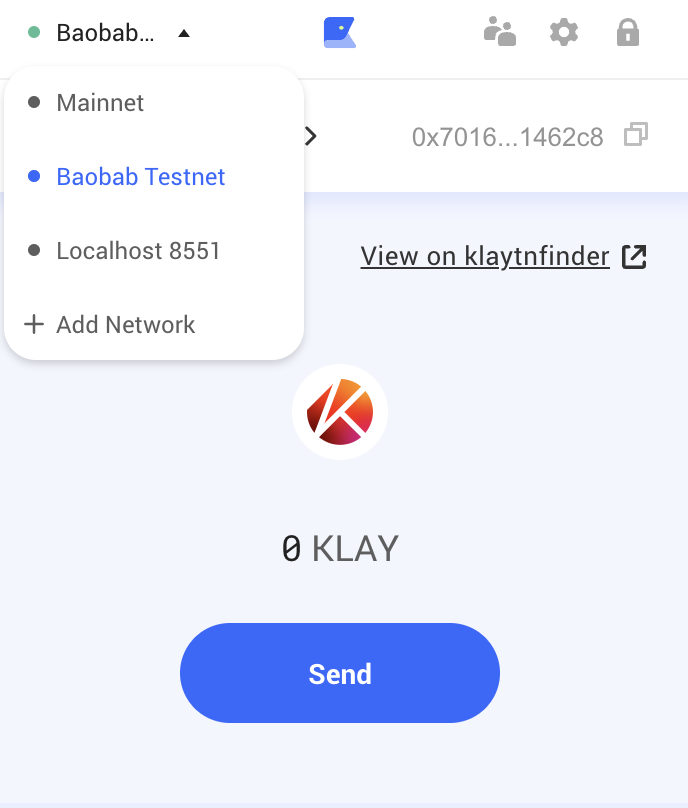 Baobab...
Mainnet
0x7016...1462c8
Baobab Testnet
Localhost 8551
View on klaytnfinder
Add Network
0 KLAY
Send